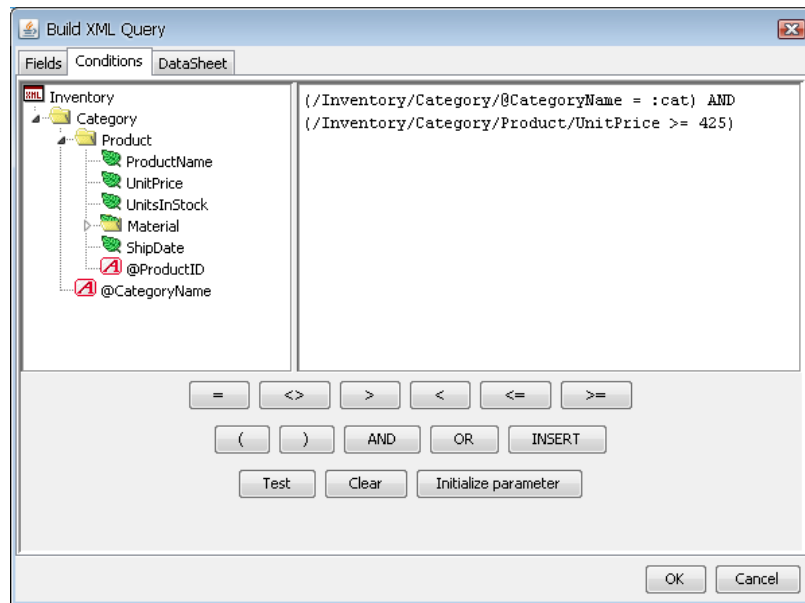 Build XML Query
Fields Conditions DataSheet
XML Inventory
Category
Product
ProductName
UnitPrice
UnitsInStock
Material
ShipDate
A @ProductID
A @CategoryName
(/Inventory/Category/@CategoryName = :cat) AND
(/Inventory/Category/Product/UnitPrice >= 425)
= <> > < <= >=
( ) AND OR INSERT
Test Clear Initialize parameter
OK Cancel